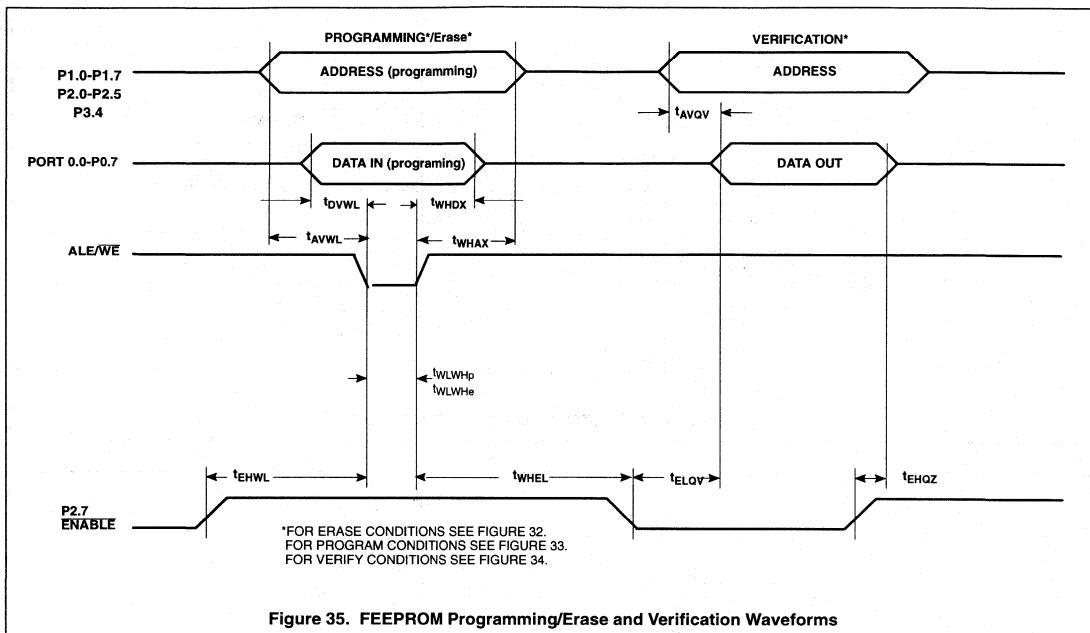 PROGRAMMING*/Erase*
VERIFICATION*
P1.0-P1.7
P2.0-P2.5
P3.4
ADDRESS (programming)
ADDRESS
tAVQV
PORT 0.0-P0.7
DATA IN (programing)
DATA OUT
tDVWL
tWHDX
tAVWL
tWHAX
ALE/WE
tWLWHp
tWLWHe
tEHWL
tWHEL
tELQV
tEHQZ
P2.7
ENABLE
*FOR ERASE CONDITIONS SEE FIGURE 32.
FOR PROGRAM CONDITIONS SEE FIGURE 33.
FOR VERIFY CONDITIONS SEE FIGURE 34.
Figure 35. FEEPROM Programming/Erase and Verification Waveforms